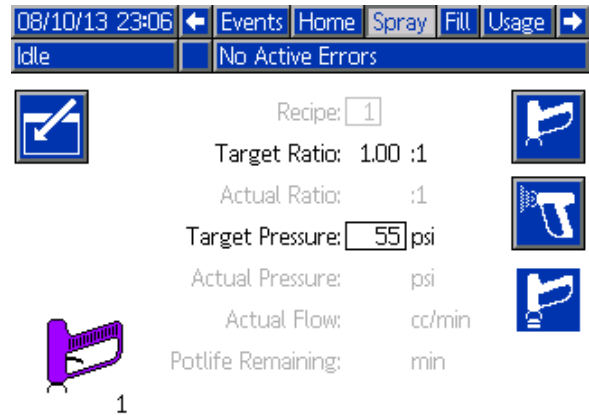 08/10/13 23:06 Events Home Spray Fill Usage
Idle No Active Errors
Recipe: 1
Target Ratio: 1.00 :1
Actual Ratio: :1
Target Pressure: 55 psi
Actual Pressure: psi
Actual Flow: cc/min
Potlife Remaining: min
1